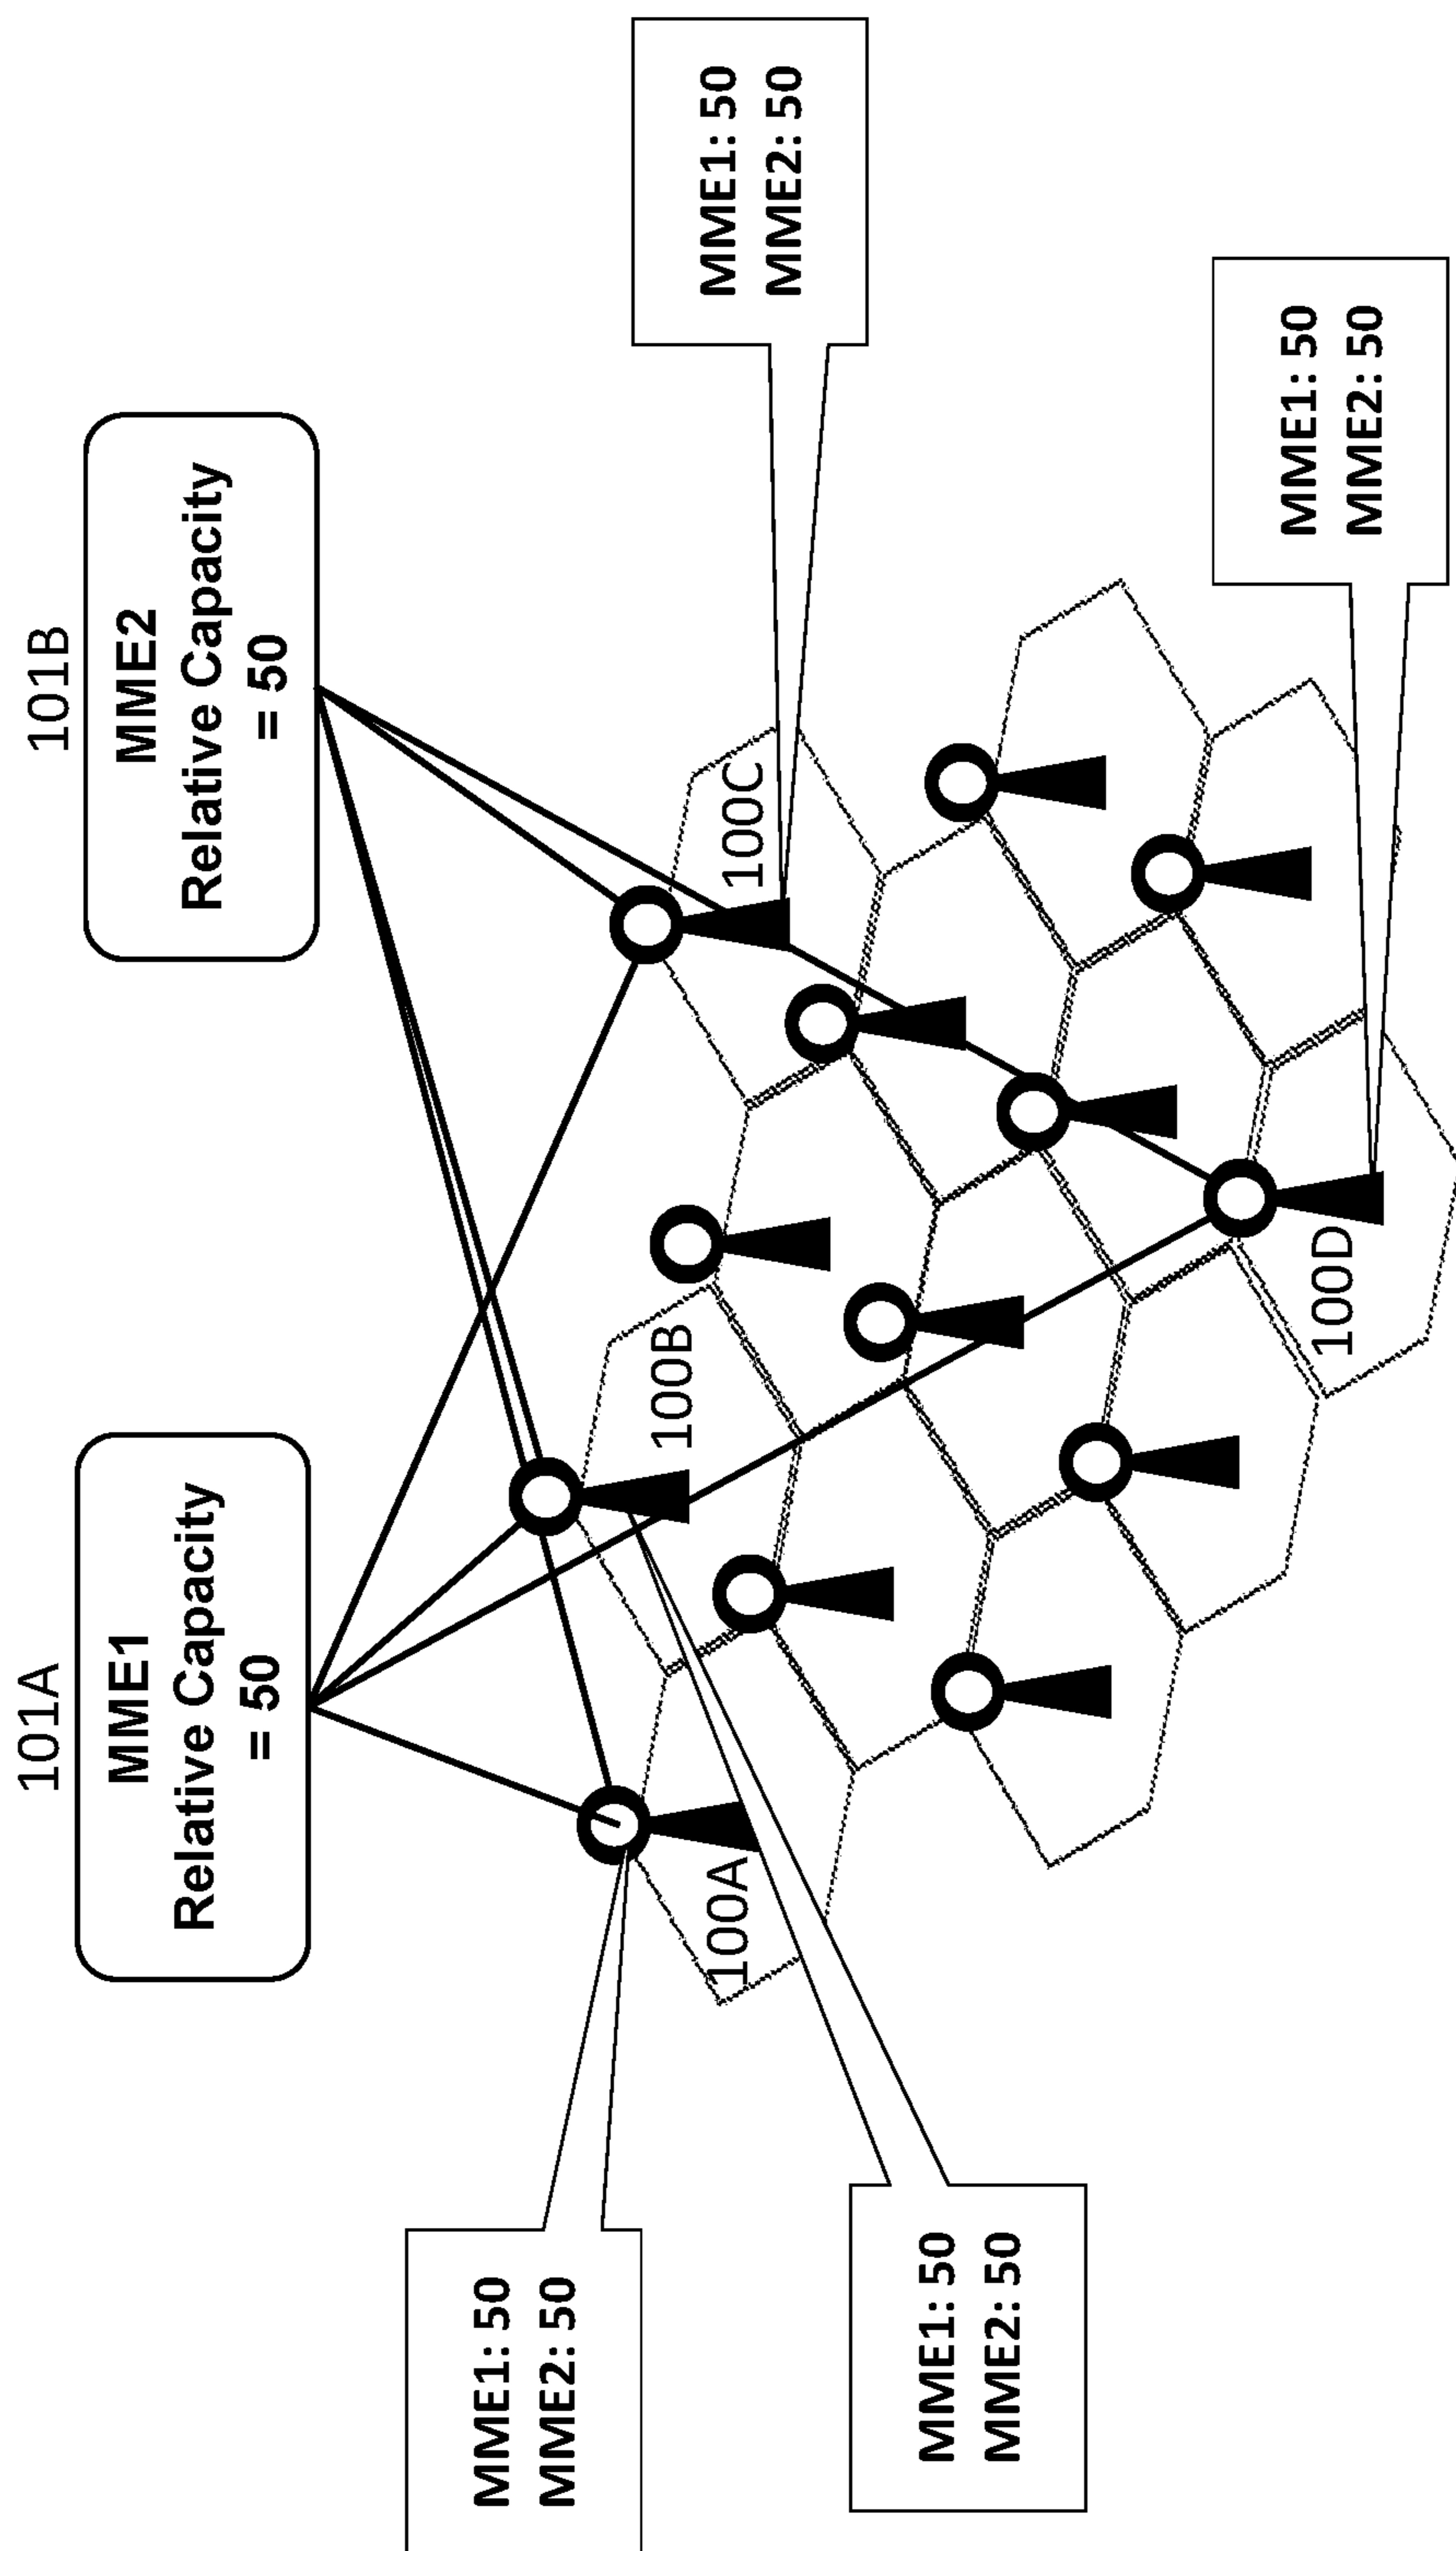 101A
MME1
Relative Capacity
= 50
101B
MME2
Relative Capacity
= 50
MME1: 50
MME2: 50
100A
100B
100C
MME1: 50
MME2: 50
MME1: 50
MME2: 50
100D
MME1: 50
MME2: 50